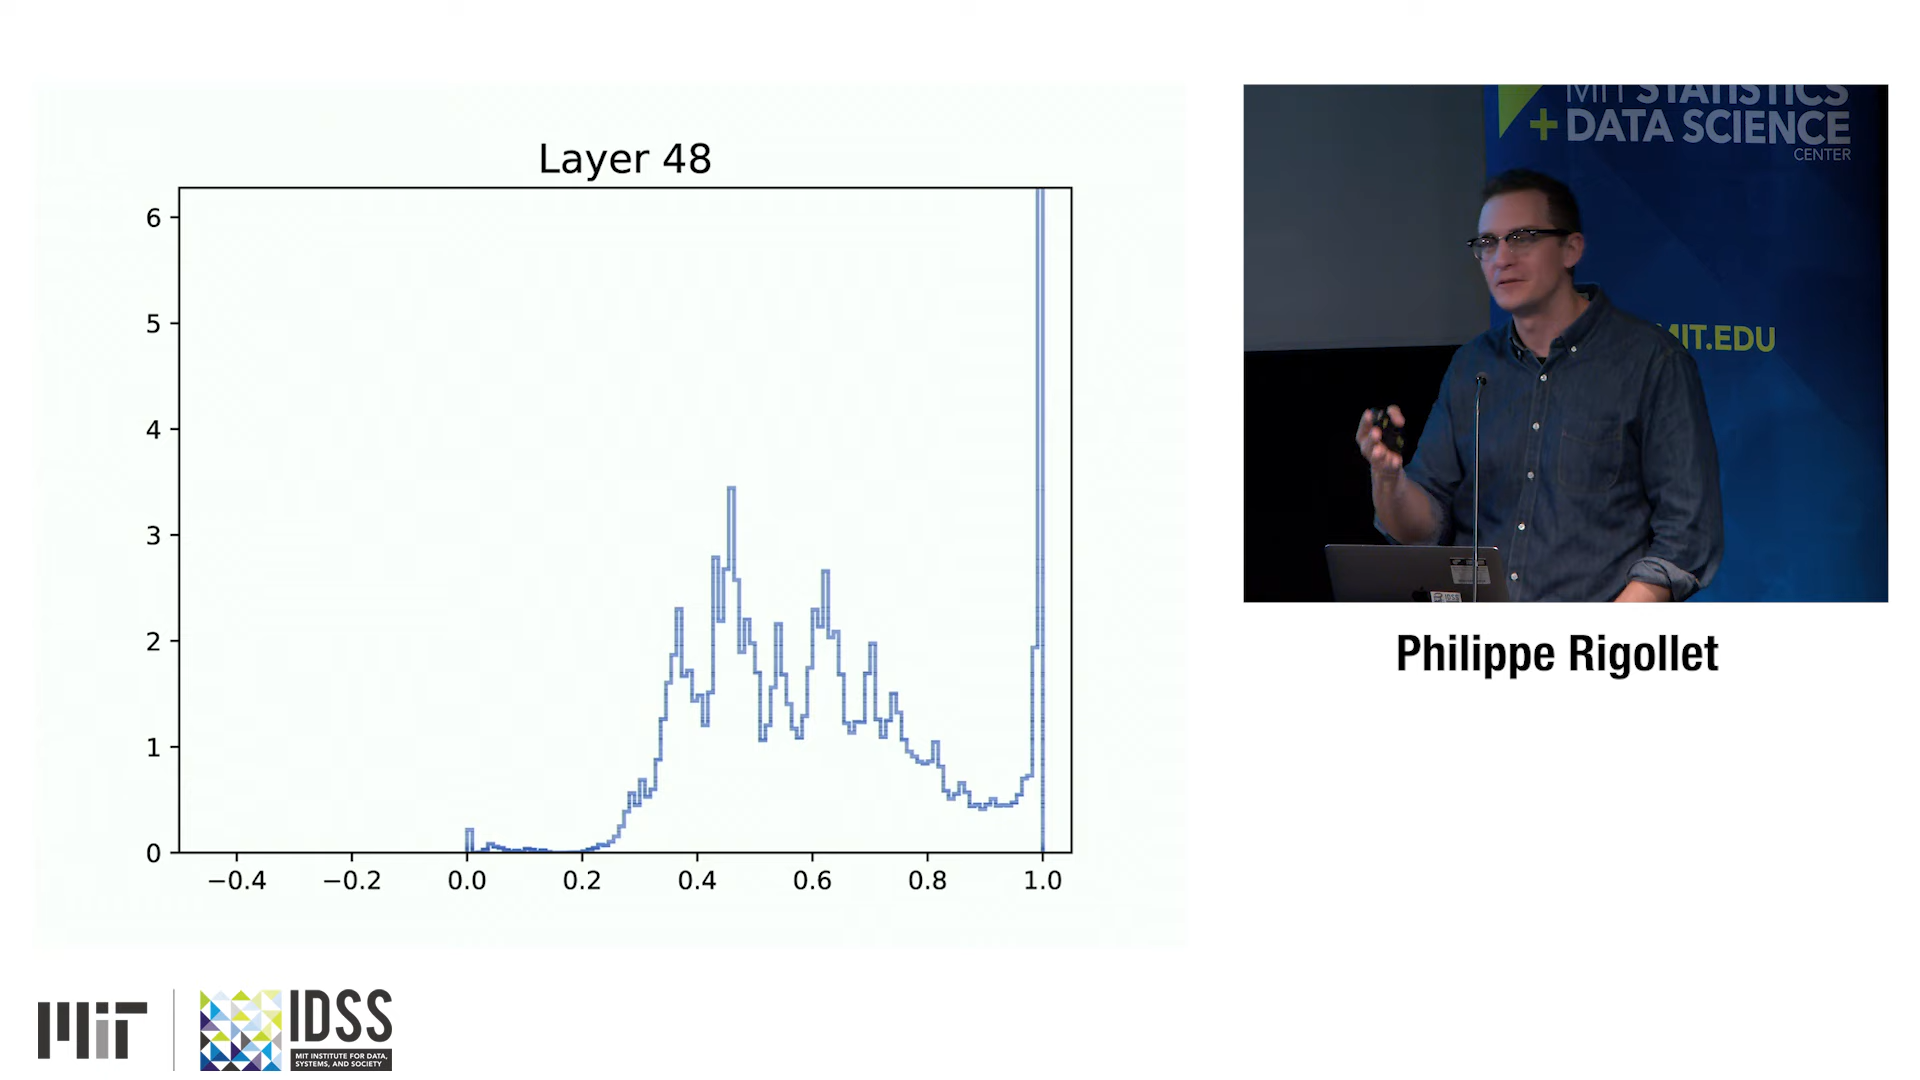 Layer 48
6
5
4
3
2
1
0
−0.4 −0.2 0.0 0.2 0.4 0.6 0.8 1.0
MIT STATISTICS
+ DATA SCIENCE
CENTER
MIT.EDU
IDSS
Philippe Rigollet
MIT
IDSS
MIT INSTITUTE FOR DATA,
SYSTEMS, AND SOCIETY